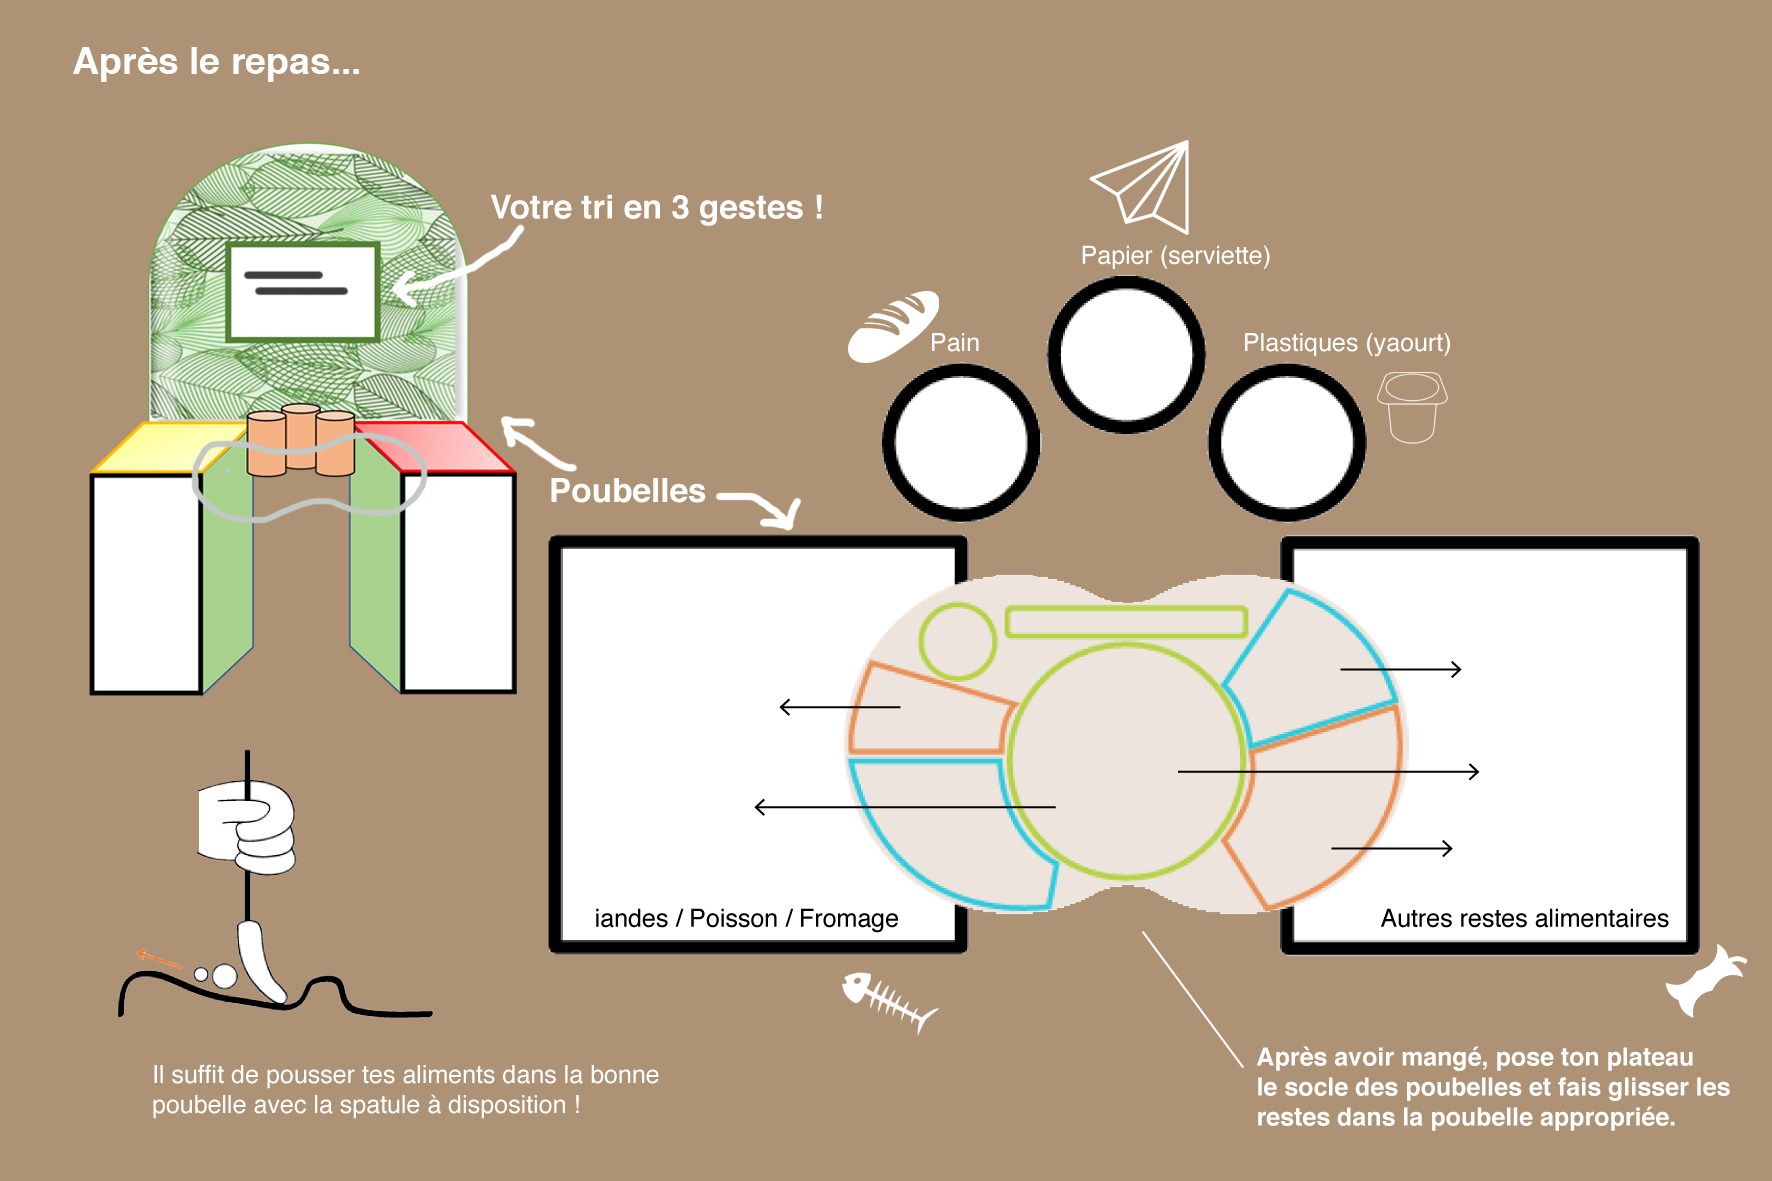 Après le repas...
Votre tri en 3 gestes !
Papier (serviette)
Pain
Plastiques (yaourt)
Poubelles
iandes / Poisson / Fromage
Autres restes alimentaires
Il suffit de pousser tes aliments dans la bonne
poubelle avec la spatule à disposition !
Après avoir mangé, pose ton plateau
le socle des poubelles et fais glisser les
restes dans la poubelle appropriée.